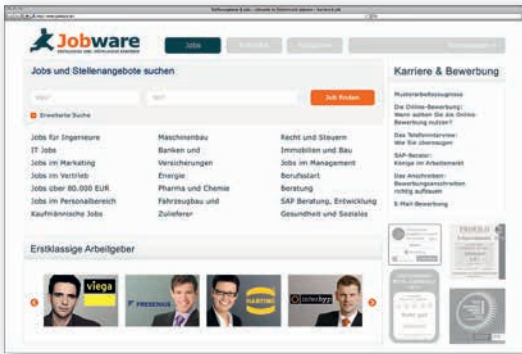 Jobware
Jobs
Jobs und Stellenangebote suchen
Job finden
Erweiterte Suche
Jobs für Ingenieure
IT Jobs
Jobs im Marketing
Jobs im Vertrieb
Jobs über 80.000 EUR
Jobs im Personalbereich
Kaufmännische Jobs
Maschinenbau
Banken und
Versicherungen
Energie
Pharma und Chemie
Fahrzeugbau und
Zulieferer
Recht und Steuern
Immobilien und Bau
Jobs im Management
Berufsstart
Beratung
SAP Beratung, Entwicklung
Gesundheit und Soziales
Karriere & Bewerbung
Musterarbeitszeugnisse
Die Online-Bewerbung:
Wann sollten Sie die Online-
Bewerbung nutzen?
Das Telefoninterview:
Wie Sie überzeugen
SAP-Berater:
Könige im Arbeitsmarkt
Das Anschreiben:
Bewerbungsanschreiben
richtig aufbauen
E-Mail-Bewerbung
Erstklassige Arbeitgeber
viega
FRESENIUS
HARTING
interhyp